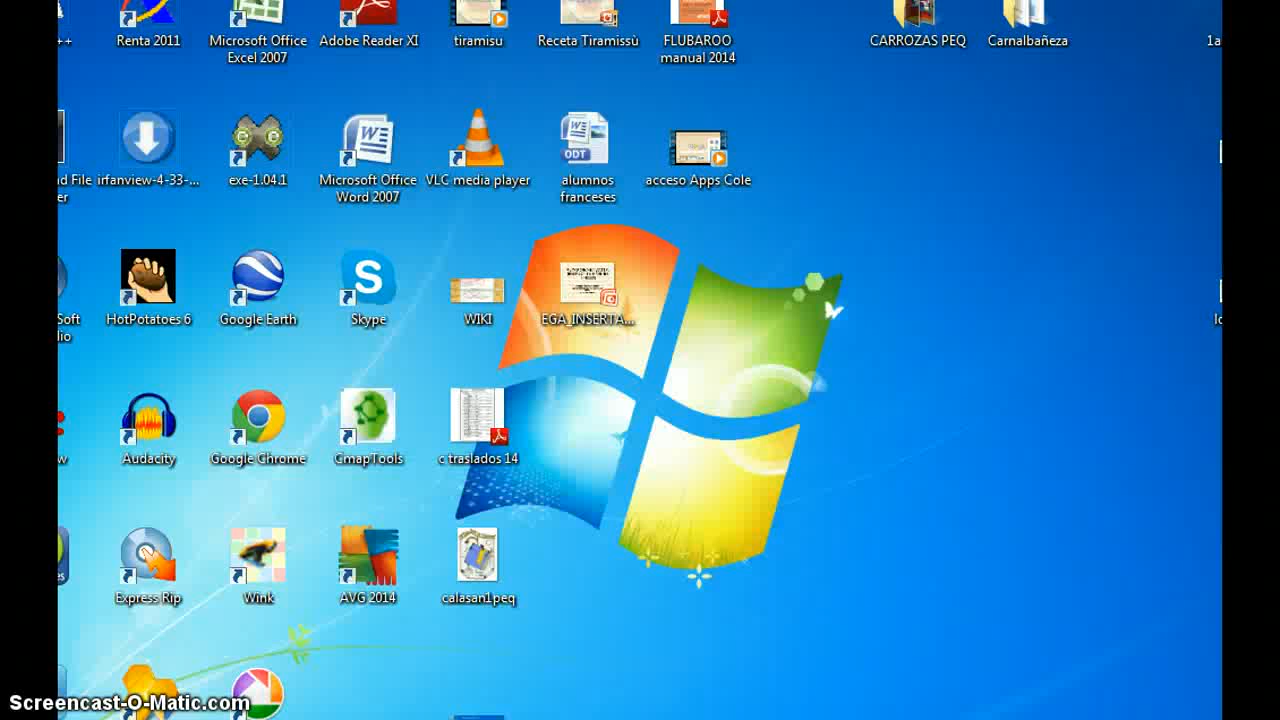 ++
Renta 2011
Microsoft Office
Excel 2007
Adobe Reader XI
tiramisu
Receta Tiramissù
FLUBAROO
manual 2014
CARROZAS PEQ
Carnalbañeza
1a
nd File
er
irfanview-4-33-...
exe-1.04.1
Microsoft Office
Word 2007
VLC media player
ODT
alumnos
franceses
acceso Apps Cole
Soft
lio
HotPotatoes 6
Google Earth
Skype
WIKI
EGA_INSERTA...
w
Audacity
Google Chrome
CmapTools
c traslados 14
es
Express Rip
Wink
AVG 2014
calasan1peq
Screencast-O-Matic.com